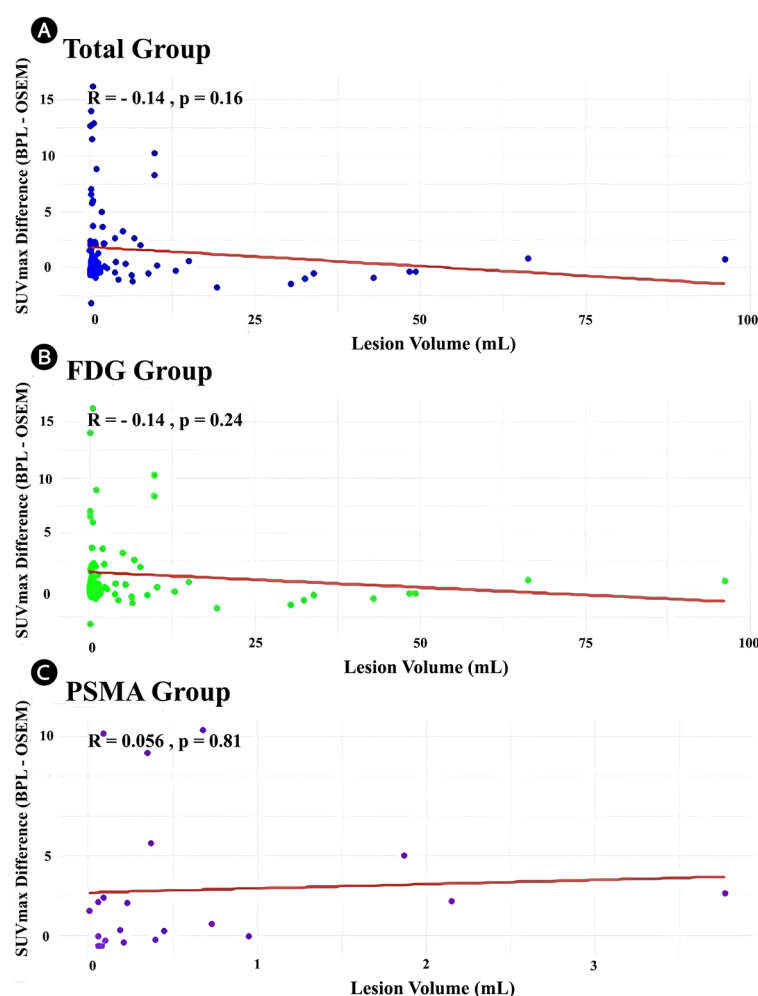 A
Total Group
R = - 0.14 , p = 0.16
SUVmax Difference (BPL - OSEM)
15
10
5
0
0 25 50 75 100
Lesion Volume (mL)
B
FDG Group
R = - 0.14 , p = 0.24
SUVmax Difference (BPL - OSEM)
15
10
5
0
0 25 50 75 100
Lesion Volume (mL)
C
PSMA Group
R = 0.056 , p = 0.81
SUVmax Difference (BPL - OSEM)
10
5
0
0 1 2 3
Lesion Volume (mL)